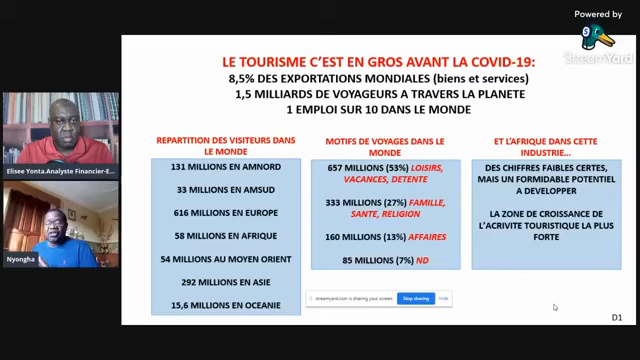 Powered by
StreamYard
LE TOURISME C'EST EN GROS AVANT LA COVID-19:
8,5% DES EXPORTATIONS MONDIALES (biens et services)
1,5 MILLIARDS DE VOYAGEURS A TRAVERS LA PLANETE
1 EMPLOI SUR 10 DANS LE MONDE
REPARTITION DES VISITEURS DANS
LE MONDE
131 MILLIONS EN AMNORD
33 MILLIONS EN AMSUD
616 MILLIONS EN EUROPE
58 MILLIONS EN AFRIQUE
54 MILLIONS AU MOYEN ORIENT
292 MILLIONS EN ASIE
15,6 MILLIONS EN OCEANIE
MOTIFS DE VOYAGES DANS LE
MONDE
657 MILLIONS (53%) LOISIRS,
VACANCES, DETENTE
333 MILLIONS (27%) FAMILLE,
SANTE, RELIGION
160 MILLIONS (13%) AFFAIRES
85 MILLIONS (7%) ND
ET L'AFRIQUE DANS CETTE
INDUSTRIE...
DES CHIFFRES FAIBLES CERTES,
MAIS UN FORMIDABLE POTENTIEL
A DEVELOPPER
LA ZONE DE CROISSANCE DE
L'ACRIVITE TOURISTIQUE LA PLUS
FORTE
Elisee Yonta.Analyste Financier-E...
Nyongha
streamyard.com is sharing your screen.
Stop sharing
Hide
D1